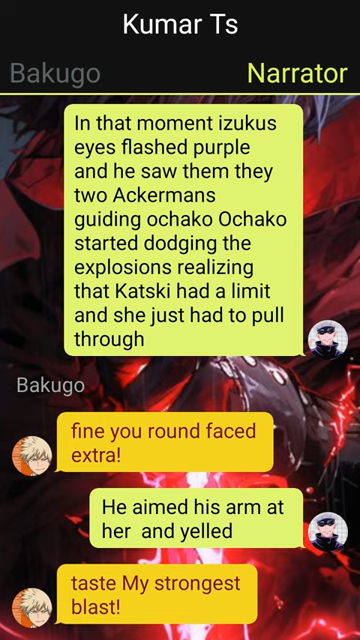 Kumar Ts
Bakugo
Narrator
In that moment izukus
eyes flashed purple
and he saw them they
two Ackermans
guiding ochako Ochako
started dodging the
explosions realizing
that Katski had a limit
and she just had to pull
through
Bakugo
fine you round faced
extra!
He aimed his arm at
her and yelled
taste My strongest
blast!